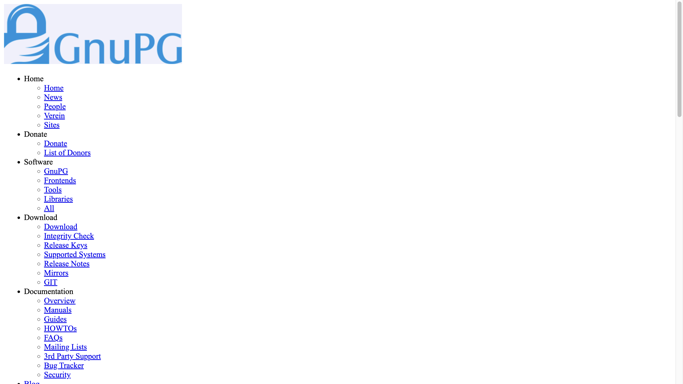 GnuPG
Home
Home
News
People
Verein
Sites
Donate
Donate
List of Donors
Software
GnuPG
Frontends
Tools
Libraries
All
Download
Download
Integrity Check
Release Keys
Supported Systems
Release Notes
Mirrors
GIT
Documentation
Overview
Manuals
Guides
HOWTOs
FAQs
Mailing Lists
3rd Party Support
Bug Tracker
Security
Blog